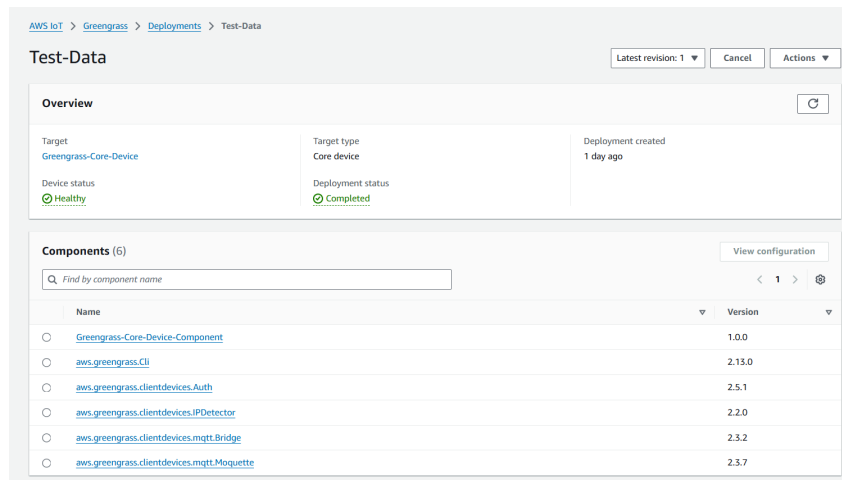 AWS IoT > Greengrass > Deployments > Test-Data
Test-Data
Latest revision: 1
Cancel
Actions
Overview
Target
Target type
Deployment created
Greengrass-Core-Device
Core device
1 day ago
Device status
Deployment status
Healthy
Completed
Components (6)
View configuration
Find by component name
1
Name
Version
Greengrass-Core-Device-Component
1.0.0
aws.greengrass.Cli
2.13.0
aws.greengrass.clientdevices.Auth
2.5.1
aws.greengrass.clientdevices.IPDetector
2.2.0
aws.greengrass.clientdevices.mqtt.Bridge
2.3.2
aws.greengrass.clientdevices.mqtt.Moquette
2.3.7